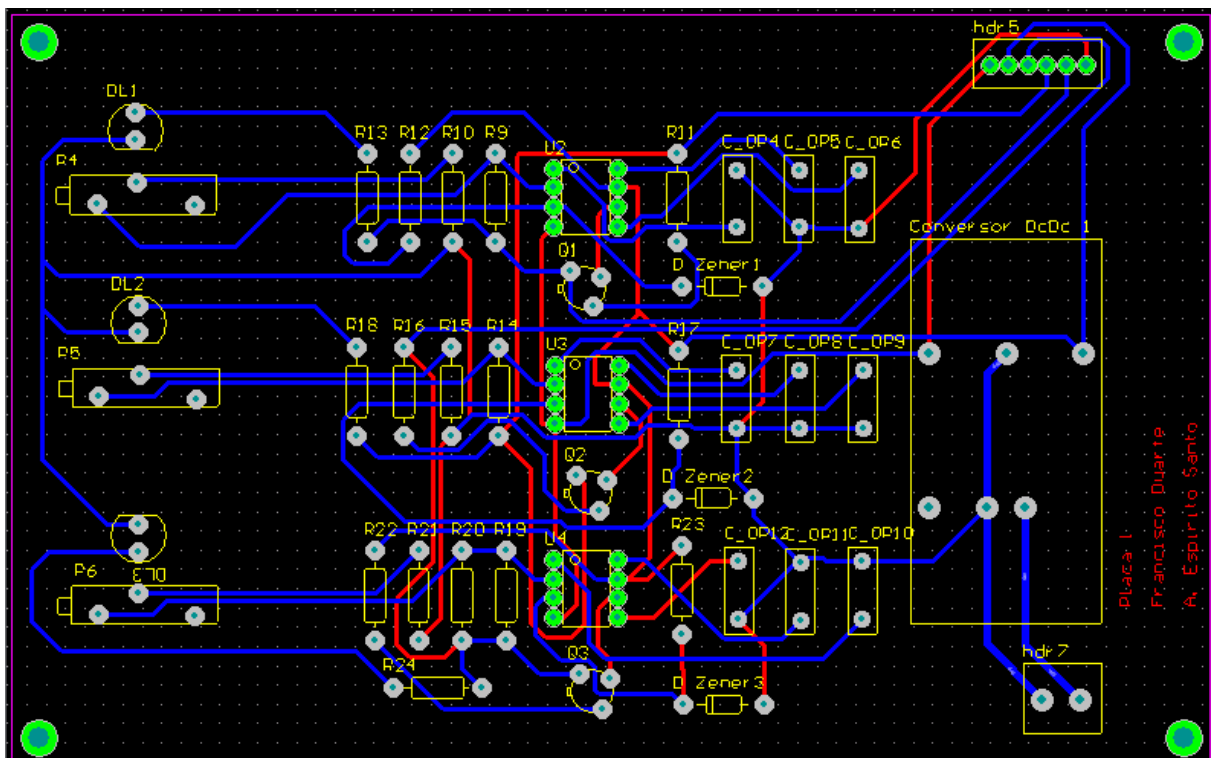 hdr5
DL1
R13 R12 R10 R9
R11
C_OP4 C_OP5 C_OP6
U2
R4
Conversor DcDc 1
Q1
D Zener1
DL2
R18 R16 R15 R14
R17
U3
C_OP7 C_OP8 C_OP9
R5
Q2
D Zener2
R22 R21 R20 R19
R23
U4
C_OP12 C_OP11 C_OP10
DL3
P6
R24
Q3
D Zener3
hdr7
Placa 1
Francisco Duarte
A. Espirito Santo